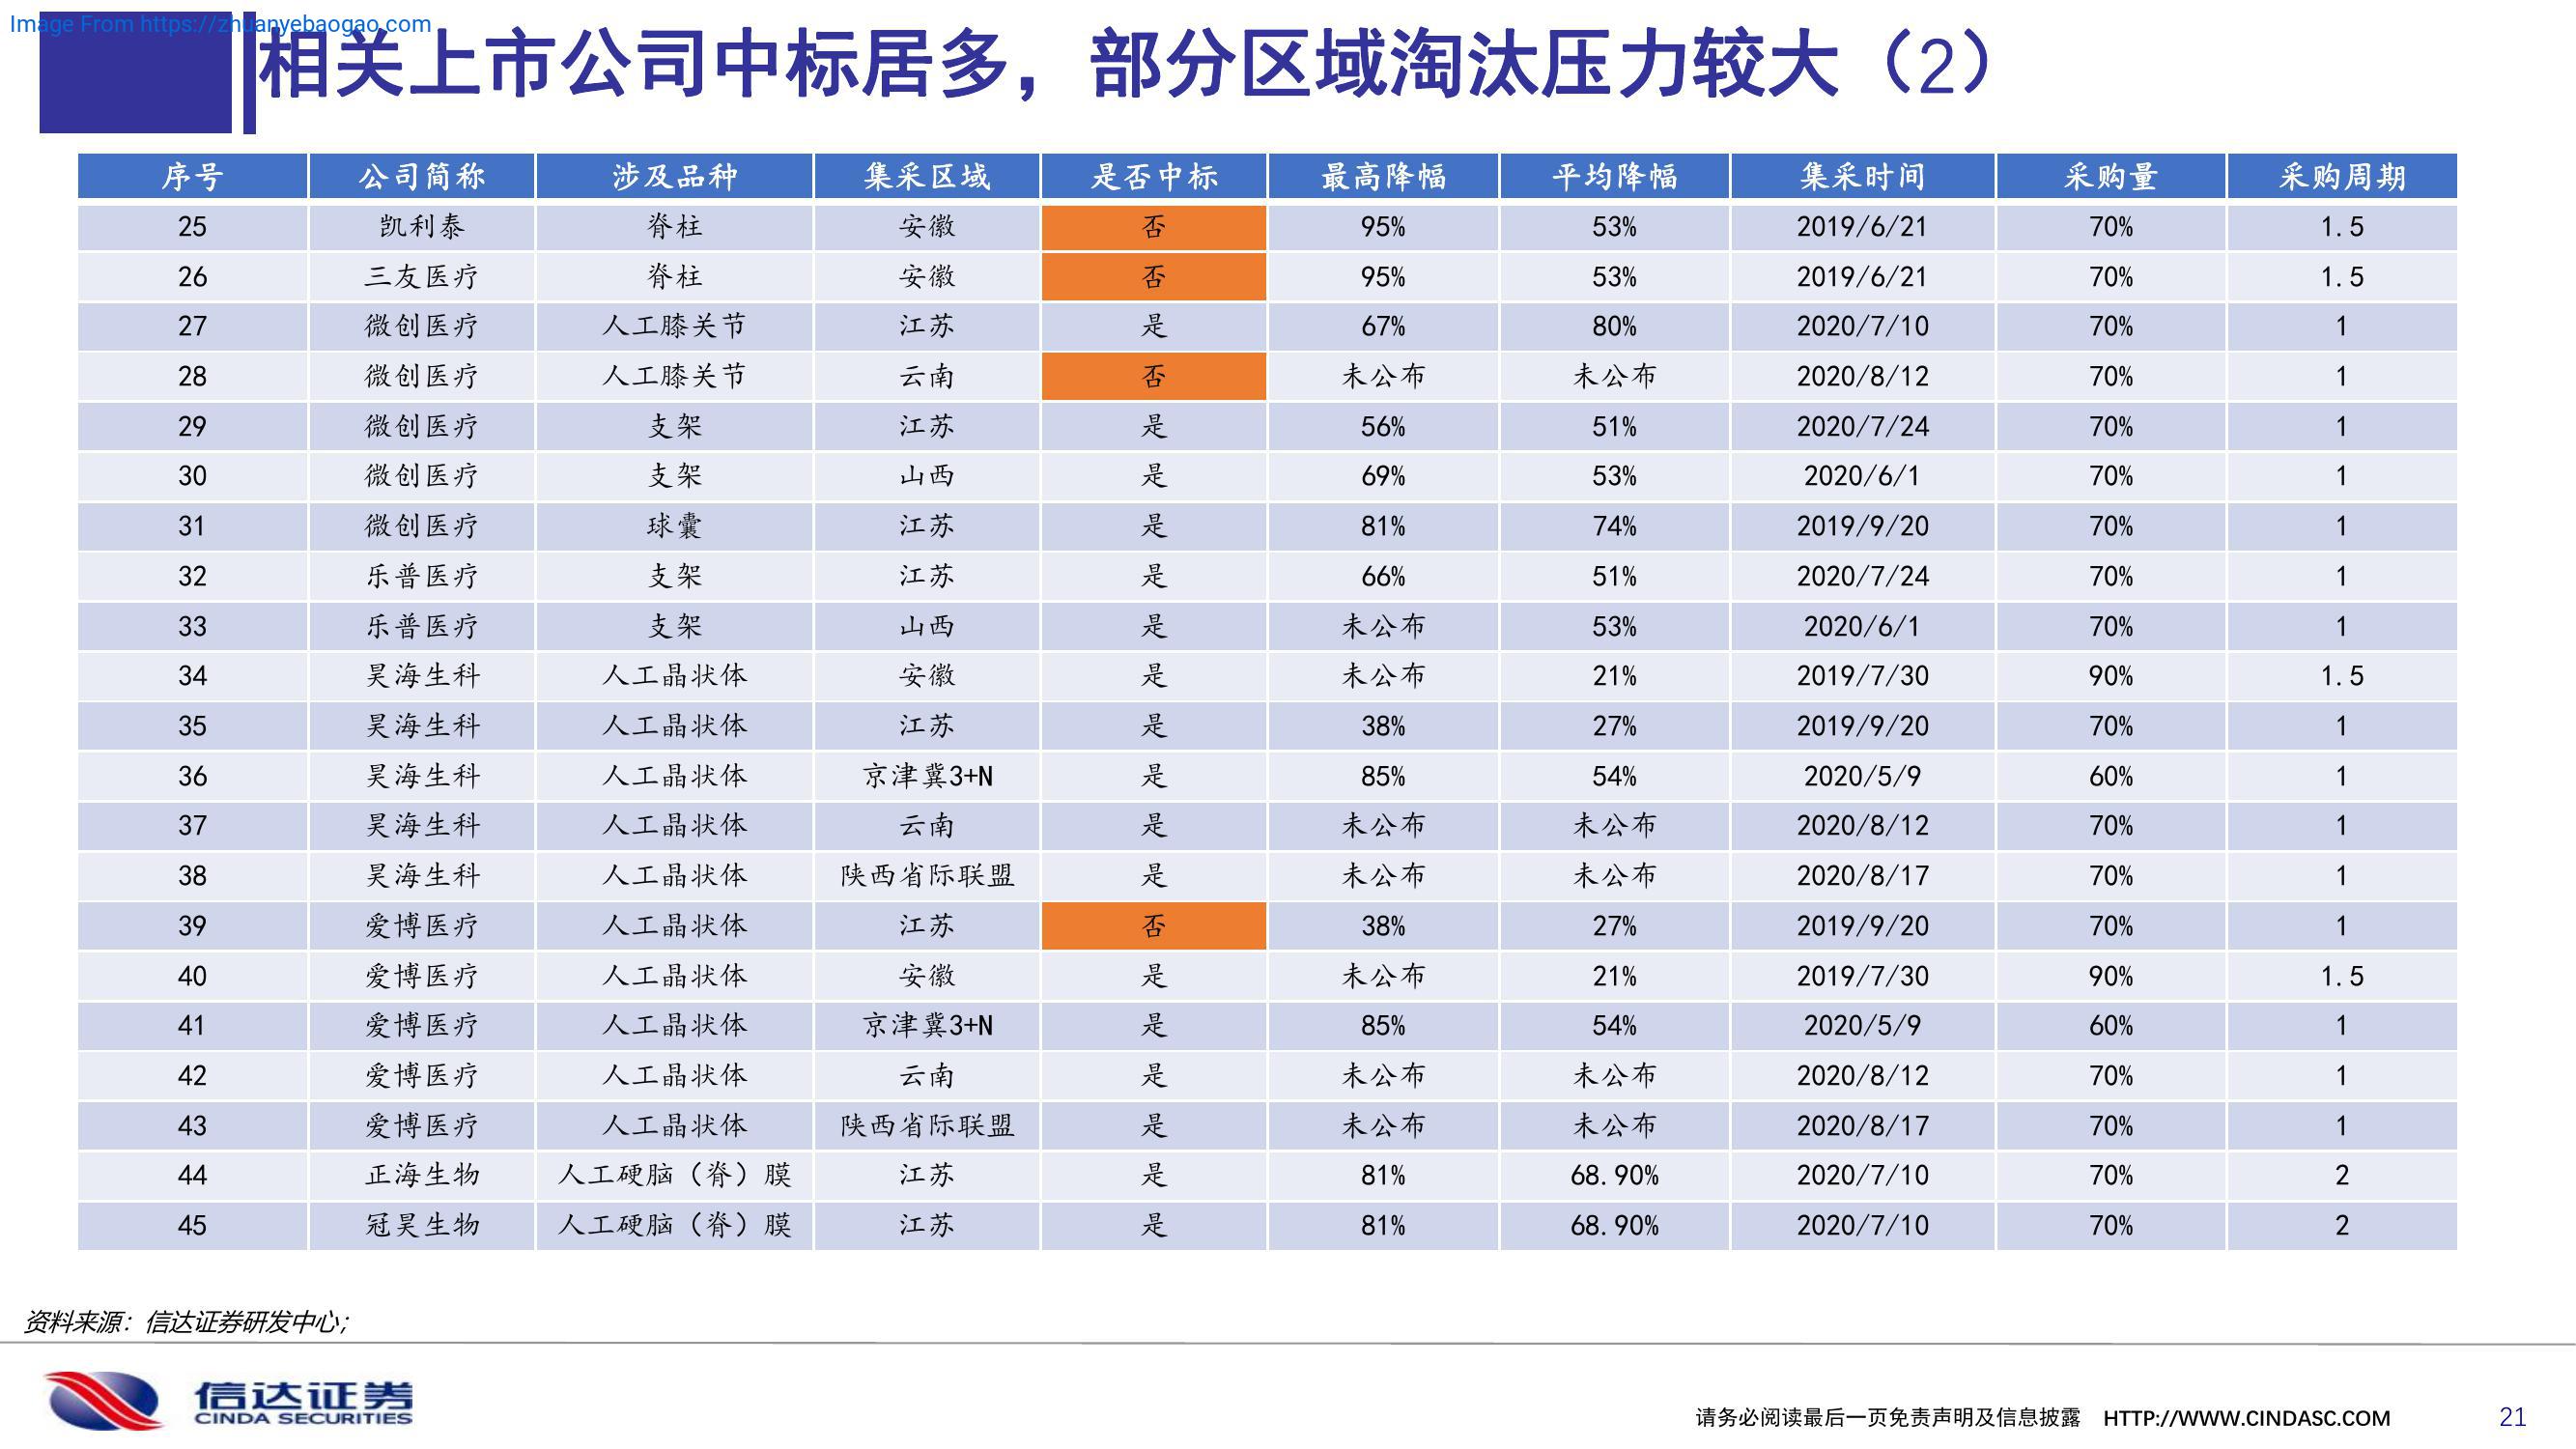 Image From https://zhuanyebaogao.com
相关上市公司中标居多，部分区域淘汰压力较大（2）
序号 公司简称 涉及品种 集采区域 是否中标 最高降幅 平均降幅 集采时间 采购量 采购周期
25 凯利泰 脊柱 安徽 否 95% 53% 2019/6/21 70% 1.5
26 三友医疗 脊柱 安徽 否 95% 53% 2019/6/21 70% 1.5
27 微创医疗 人工膝关节 江苏 是 67% 80% 2020/7/10 70% 1
28 微创医疗 人工膝关节 云南 否 未公布 未公布 2020/8/12 70% 1
29 微创医疗 支架 江苏 是 56% 51% 2020/7/24 70% 1
30 微创医疗 支架 山西 是 69% 53% 2020/6/1 70% 1
31 微创医疗 球囊 江苏 是 81% 74% 2019/9/20 70% 1
32 乐普医疗 支架 江苏 是 66% 51% 2020/7/24 70% 1
33 乐普医疗 支架 山西 是 未公布 53% 2020/6/1 70% 1
34 昊海生科 人工晶状体 安徽 是 未公布 21% 2019/7/30 90% 1.5
35 昊海生科 人工晶状体 江苏 是 38% 27% 2019/9/20 70% 1
36 昊海生科 人工晶状体 京津冀3+N 是 85% 54% 2020/5/9 60% 1
37 昊海生科 人工晶状体 云南 是 未公布 未公布 2020/8/12 70% 1
38 昊海生科 人工晶状体 陕西省际联盟 是 未公布 未公布 2020/8/17 70% 1
39 爱博医疗 人工晶状体 江苏 否 38% 27% 2019/9/20 70% 1
40 爱博医疗 人工晶状体 安徽 是 未公布 21% 2019/7/30 90% 1.5
41 爱博医疗 人工晶状体 京津冀3+N 是 85% 54% 2020/5/9 60% 1
42 爱博医疗 人工晶状体 云南 是 未公布 未公布 2020/8/12 70% 1
43 爱博医疗 人工晶状体 陕西省际联盟 是 未公布 未公布 2020/8/17 70% 1
44 正海生物 人工硬脑（脊）膜 江苏 是 81% 68.90% 2020/7/10 70% 2
45 冠昊生物 人工硬脑（脊）膜 江苏 是 81% 68.90% 2020/7/10 70% 2
资料来源：信达证券研发中心；
信达证券
CINDA SECURITIES
请务必阅读最后一页免责声明及信息披露 HTTP://WWW.CINDASC.COM 21